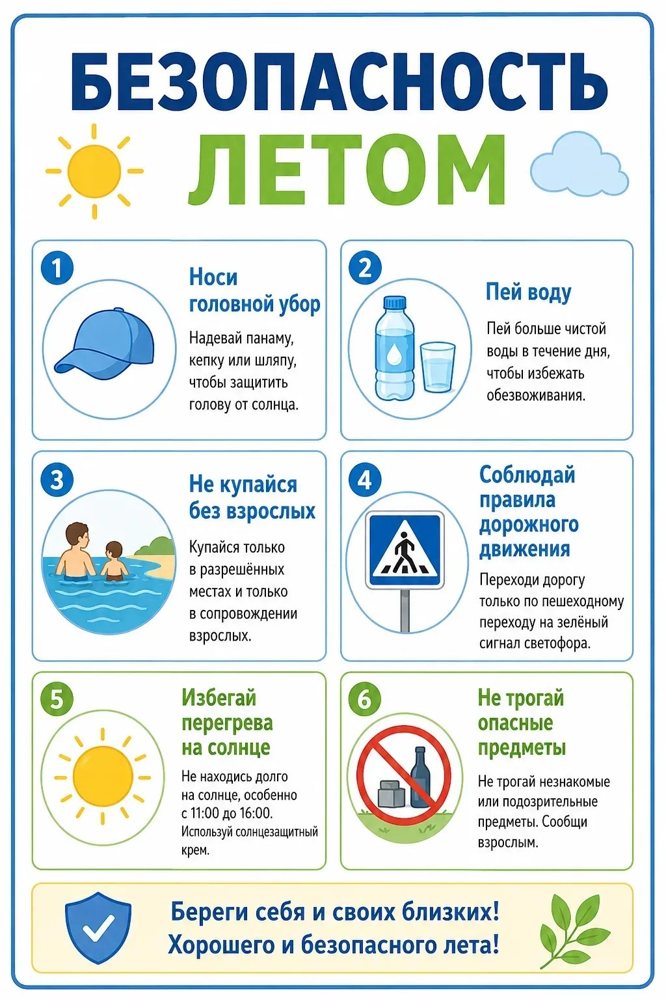 БЕЗОПАСНОСТЬ
ЛЕТОМ
1
Носи
головной убор
Надевай панаму,
кепку или шляпу,
чтобы защитить
голову от солнца.
2
Пей воду
Пей больше чистой
воды в течение дня,
чтобы избежать
обезвоживания.
3
Не купайся
без взрослых
Купайся только
в разрешённых
местах и только
в сопровождении
взрослых.
4
Соблюдай
правила
дорожного
движения
Переходи дорогу
только по пешеходному
переходу на зелёный
сигнал светофора.
5
Избегай
перегрева
на солнце
Не находись долго
на солнце, особенно
с 11:00 до 16:00.
Используй солнцезащитный
крем.
6
Не трогай
опасные
предметы
Не трогай незнакомые
или подозрительные
предметы. Сообщи
взрослым.
Береги себя и своих близких!
Хорошего и безопасного лета!